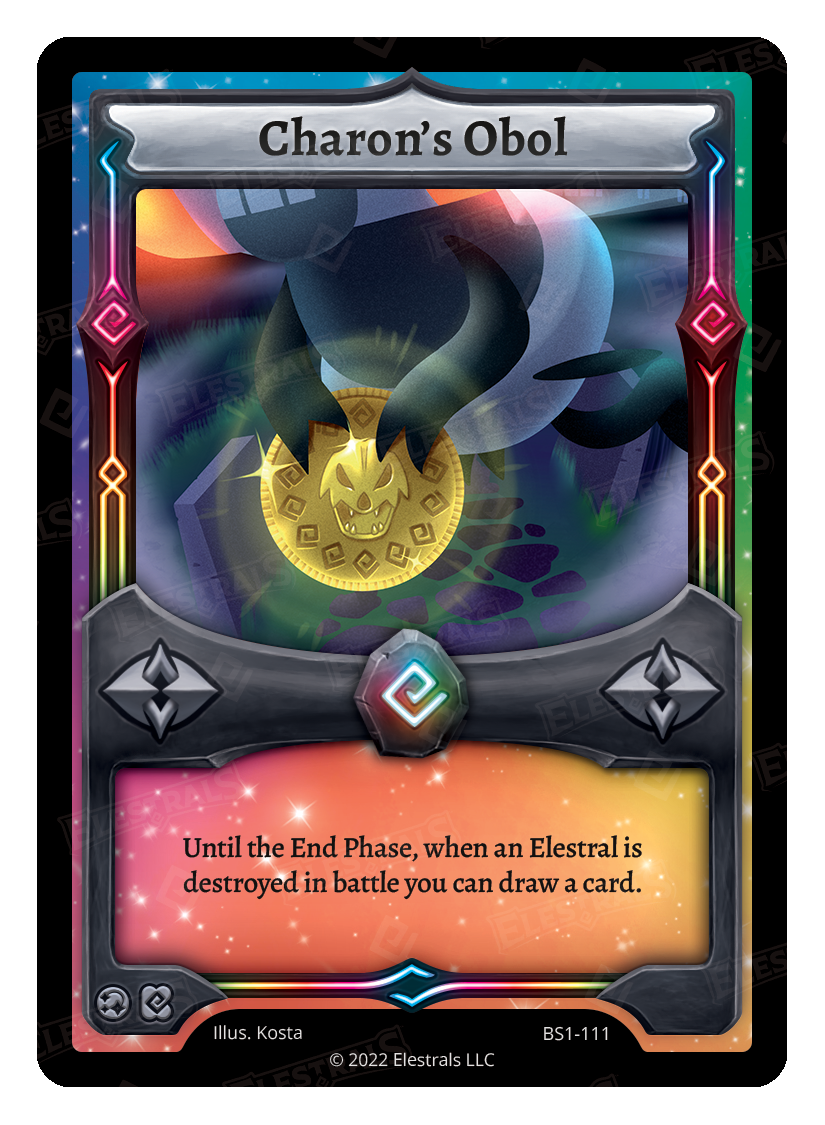 Charon’s Obol
Until the End Phase, when an Elestral is
destroyed in battle you can draw a card.
Illus. Kosta
BS1-111
© 2022 Elestrals LLC
ELESTRALS